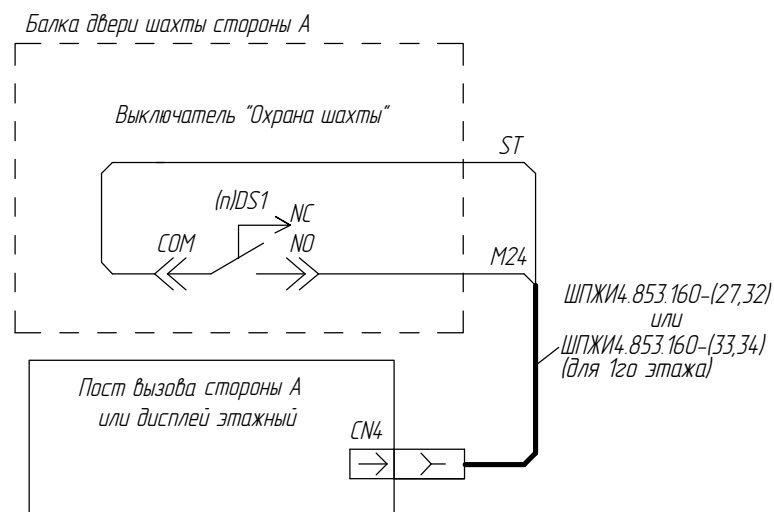 Балка двери шахты стороны А
Выключатель "Охрана шахты"
ST
(n)DS1
NC
COM
NO
M24
ШПЖИ4.853.160-(27,32)
или
ШПЖИ4.853.160-(33,34)
(для 1го этажа)
Пост вызова стороны А
или дисплей этажный
CN4